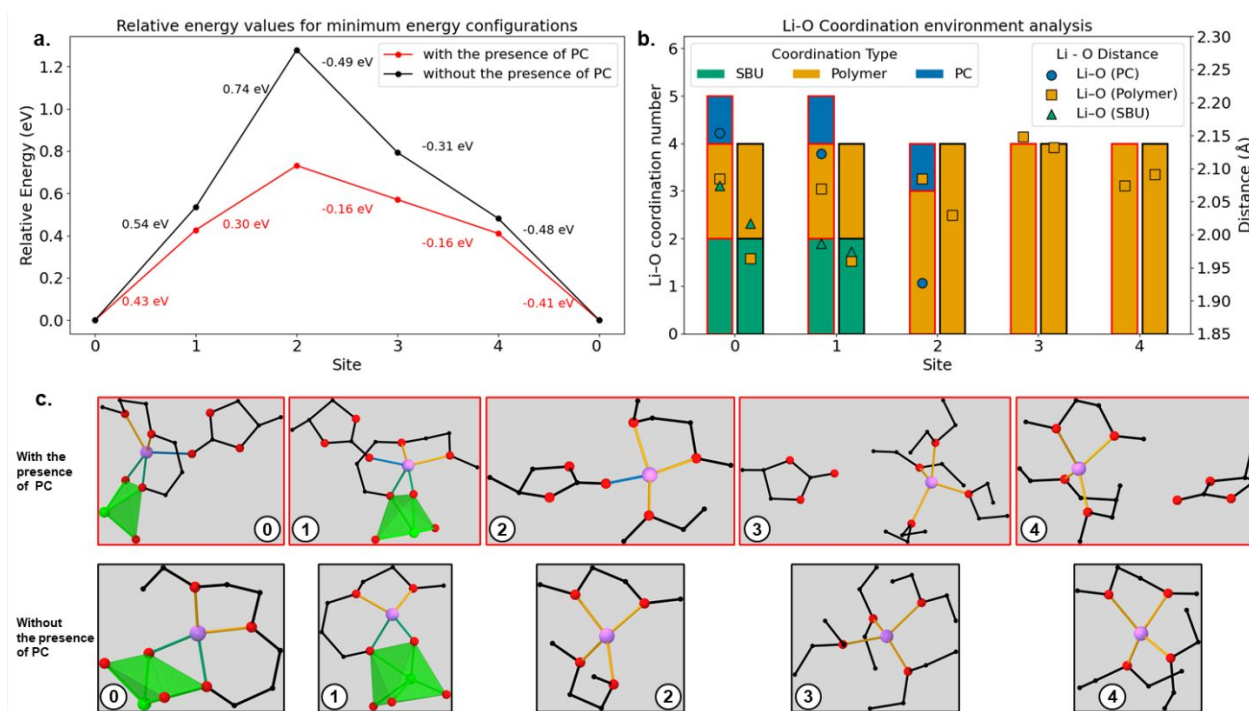 a.
Relative energy values for minimum energy configurations
Relative Energy (eV)
1.2
1.0
0.8
0.6
0.4
0.2
0.0
with the presence of PC
without the presence of PC
0.74 eV
-0.49 eV
-0.31 eV
0.54 eV
0.30 eV
-0.16 eV
-0.16 eV
-0.48 eV
0.43 eV
-0.41 eV
0 1 2 3 4 0
Site
b.
Li-O Coordination environment analysis
Li–O coordination number
6
5
4
3
2
1
0
Coordination Type
SBU Polymer PC
Li - O Distance
Li–O (PC)
Li–O (Polymer)
Li–O (SBU)
2.30
2.25
2.20
2.15
2.10
2.05
2.00
1.95
1.90
1.85
Distance (Å)
0 1 2 3 4
Site
c.
With the
presence
of PC
0 1 2 3 4
Without
the presence
of PC
0 1 2 3 4